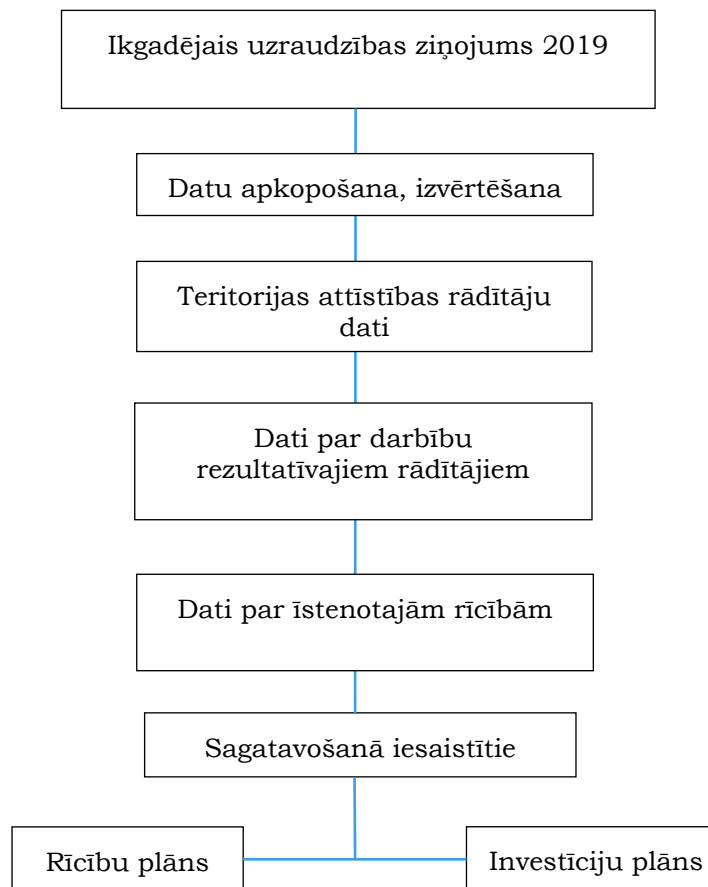 Ikgadējais uzraudzības ziņojums 2019
Datu apkopošana, izvērtēšana
Teritorijas attīstības rādītāju
dati
Dati par darbību
rezultatīvajiem rādītājiem
Dati par īstenotajām rīcībām
Sagatavošanā iesaistītie
Rīcību plāns
Investīciju plāns